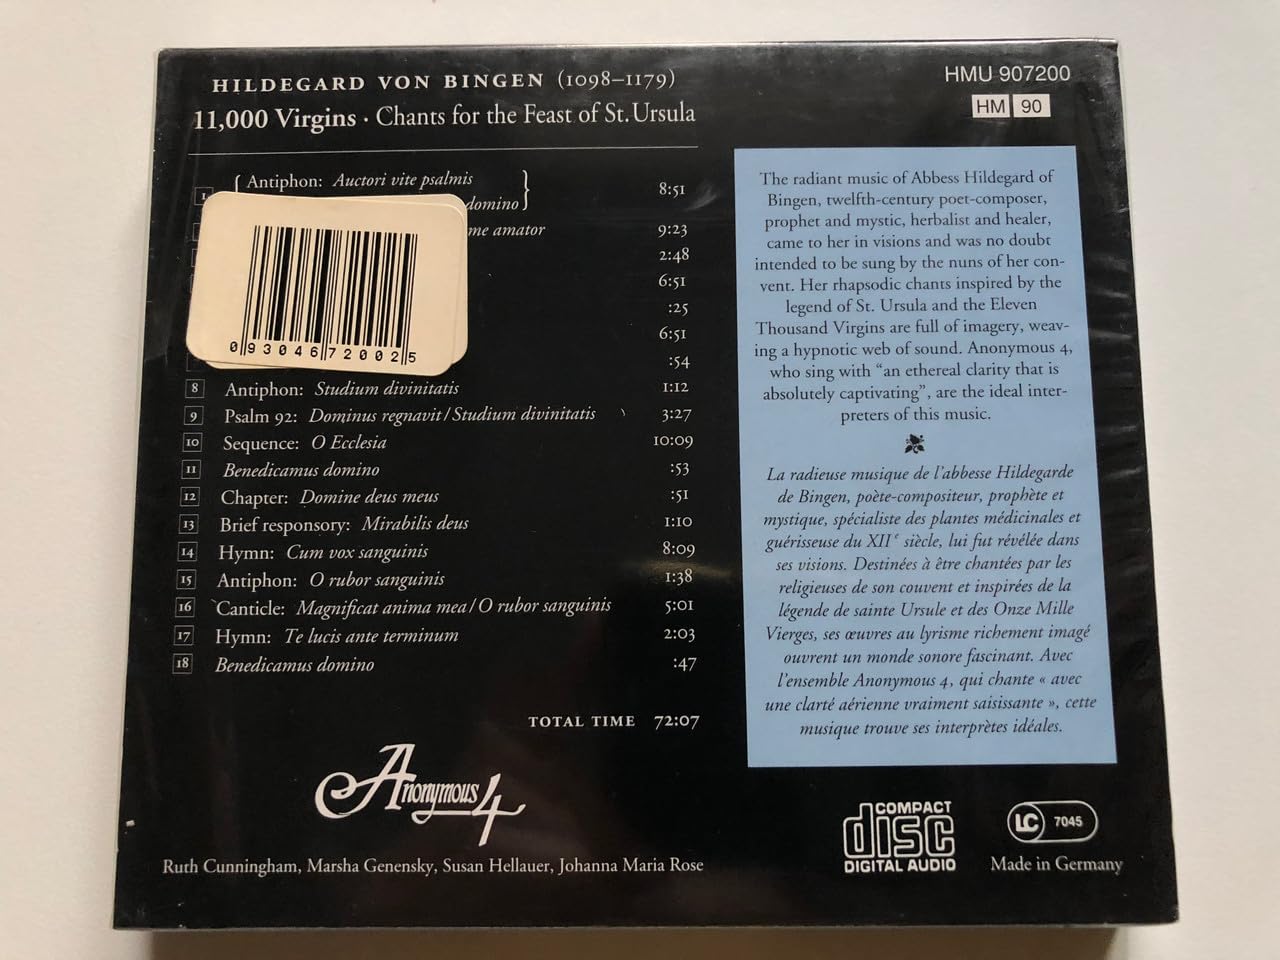 HILDEGARD VON BINGEN (1098–1179)
11,000 Virgins · Chants for the Feast of St. Ursula
1 Antiphon: Auctori vite psalmis 8:51
domino
me amator 9:23
2:48
6:51
:25
6:51
:54
8 Antiphon: Studium divinitatis 1:12
9 Psalm 92: Dominus regnavit / Studium divinitatis 3:27
10 Sequence: O Ecclesia 10:09
11 Benedicamus domino :53
12 Chapter: Domine deus meus :51
13 Brief responsory: Mirabilis deus 1:10
14 Hymn: Cum vox sanguinis 8:09
15 Antiphon: O rubor sanguinis 1:38
16 Canticle: Magnificat anima mea / O rubor sanguinis 5:01
17 Hymn: Te lucis ante terminum 2:03
18 Benedicamus domino :47
TOTAL TIME 72:07
0 93046 72002 5
Anonymous 4
Ruth Cunningham, Marsha Genensky, Susan Hellauer, Johanna Maria Rose
HMU 907200
HM 90
The radiant music of Abbess Hildegard of
Bingen, twelfth-century poet-composer,
prophet and mystic, herbalist and healer,
came to her in visions and was no doubt
intended to be sung by the nuns of her con-
vent. Her rhapsodic chants inspired by the
legend of St. Ursula and the Eleven
Thousand Virgins are full of imagery, weav-
ing a hypnotic web of sound. Anonymous 4,
who sing with “an ethereal clarity that is
absolutely captivating”, are the ideal inter-
preters of this music.
La radieuse musique de l'abbesse Hildegarde
de Bingen, poète-compositeur, prophète et
mystique, spécialiste des plantes médicinales et
guérisseuse du XIIe siècle, lui fut révélée dans
ses visions. Destinées à être chantées par les
religieuses de son couvent et inspirées de la
légende de sainte Ursule et des Onze Mille
Vierges, ses œuvres au lyrisme richement imagé
ouvrent un monde sonore fascinant. Avec
l'ensemble Anonymous 4, qui chante « avec
une clarté aérienne vraiment saisissante », cette
musique trouve ses interprètes idéales.
COMPACT
disc
DIGITAL AUDIO
LC 7045
Made in Germany